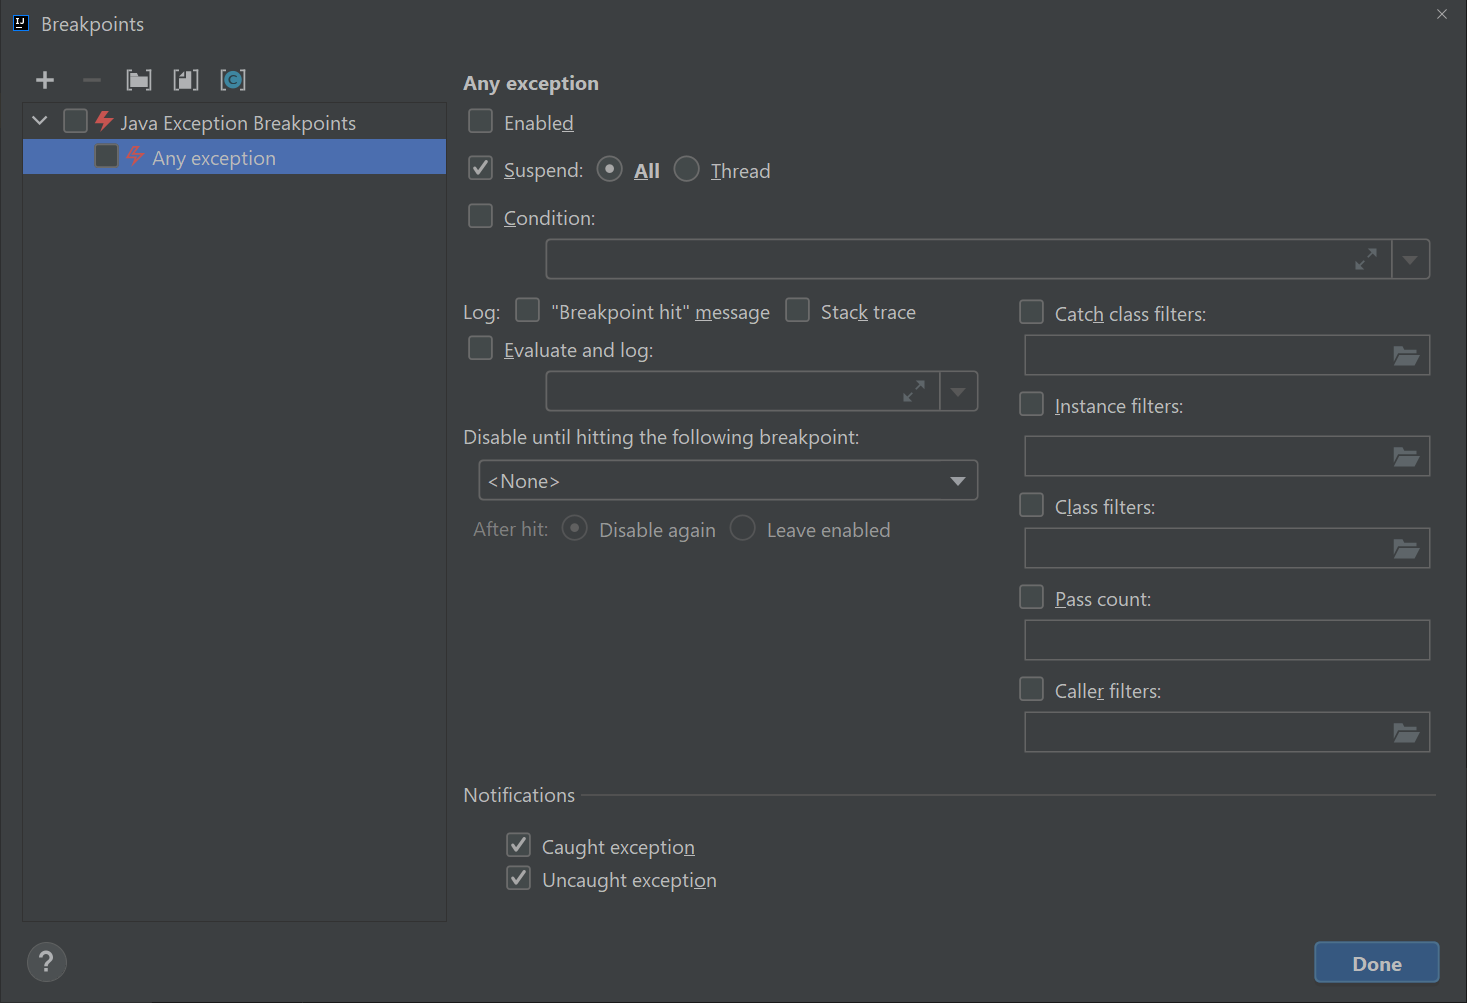 Breakpoints
Java Exception Breakpoints
Any exception
Any exception
Enabled
Suspend: All Thread
Condition:
Log: "Breakpoint hit" message Stack trace
Evaluate and log:
Disable until hitting the following breakpoint:
<None>
After hit: Disable again Leave enabled
Catch class filters:
Instance filters:
Class filters:
Pass count:
Caller filters:
Notifications
Caught exception
Uncaught exception
?
Done